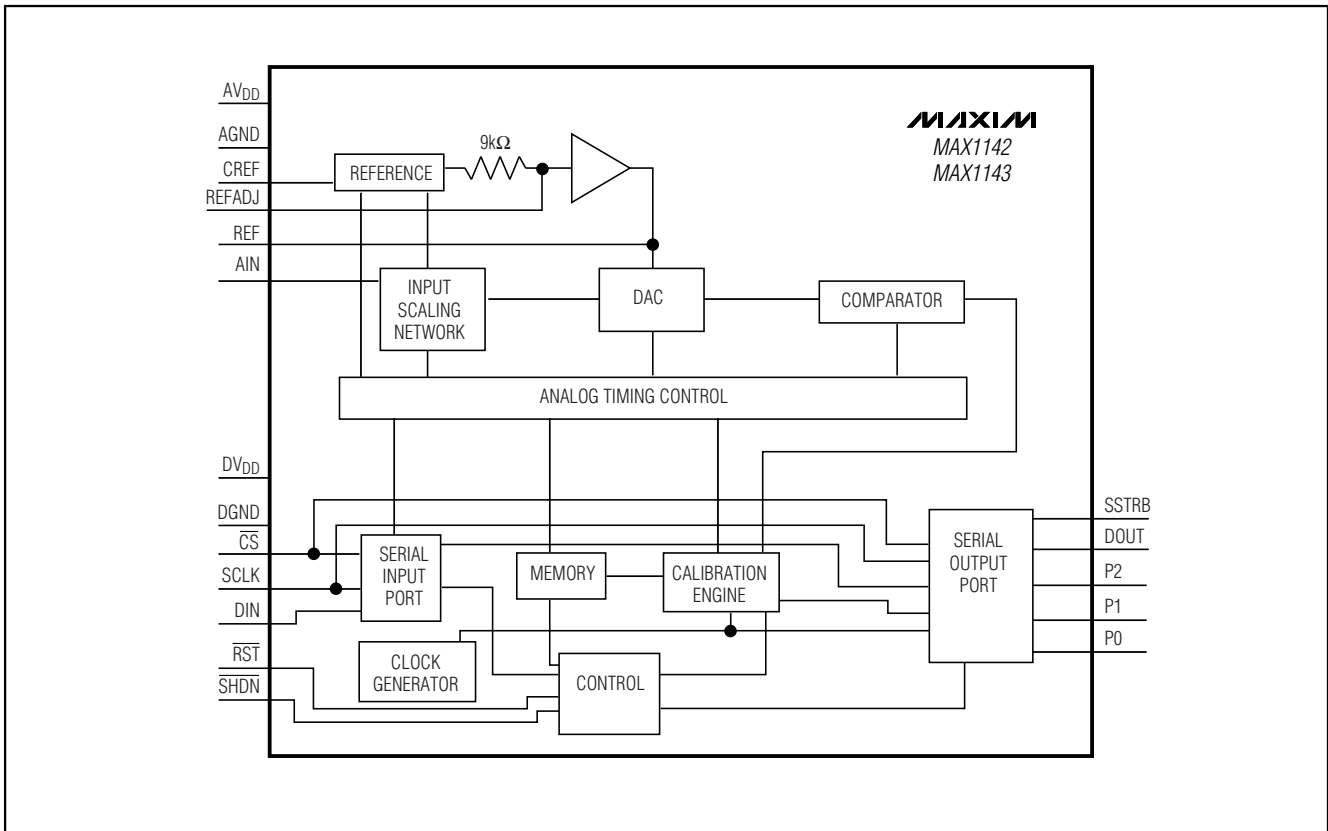 AVDD
AGND
CREF
REFADJ
REF
AIN
9kΩ
REFERENCE
MAXIM
MAX1142
MAX1143
INPUT
SCALING
NETWORK
DAC
COMPARATOR
ANALOG TIMING CONTROL
DVDD
DGND
CS
SCLK
DIN
RST
SHDN
SERIAL
INPUT
PORT
MEMORY
CALIBRATION
ENGINE
CLOCK
GENERATOR
CONTROL
SERIAL
OUTPUT
PORT
SSTRB
DOUT
P2
P1
P0